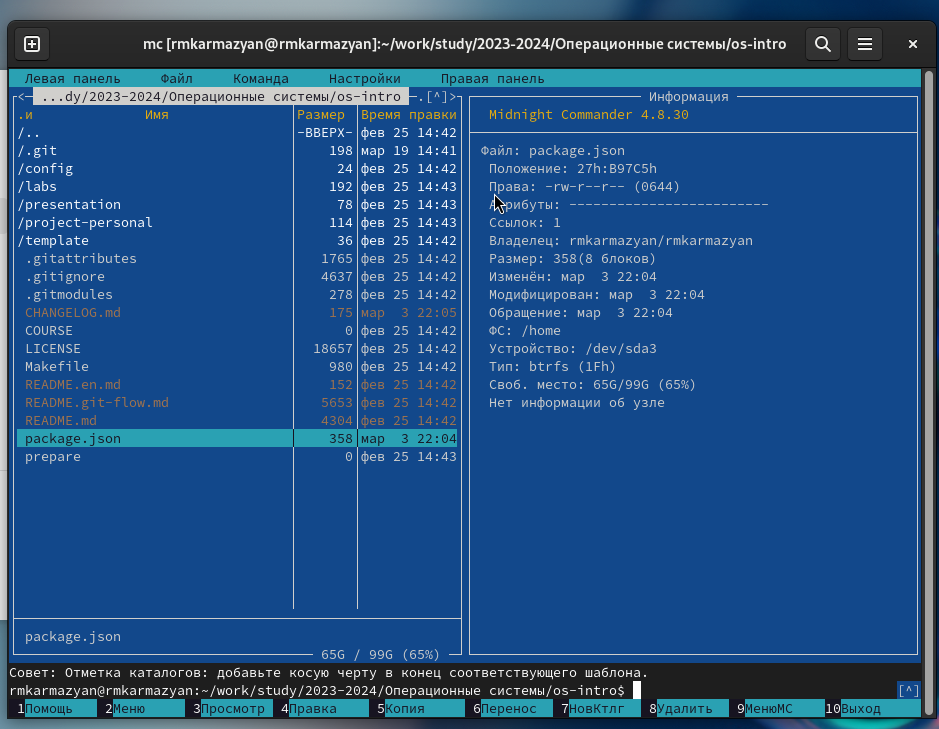 mc [rmkarmazyan@rmkarmazyan]:~/work/study/2023-2024/Операционные системы/os-intro
Левая панель Файл Команда Настройки Правая панель
<— ...dy/2023-2024/Операционные системы/os-intro —.[^]>
.и Имя Размер Время правки
/.. -ВВЕРХ- фев 25 14:42
/.git 198 мар 19 14:41
/config 24 фев 25 14:42
/labs 192 фев 25 14:43
/presentation 78 фев 25 14:43
/project-personal 114 фев 25 14:43
/template 36 фев 25 14:42
.gitattributes 1765 фев 25 14:42
.gitignore 4637 фев 25 14:42
.gitmodules 278 фев 25 14:42
CHANGELOG.md 175 мар 3 22:05
COURSE 0 фев 25 14:42
LICENSE 18657 фев 25 14:42
Makefile 980 фев 25 14:42
README.en.md 152 фев 25 14:42
README.git-flow.md 5653 фев 25 14:42
README.md 4304 фев 25 14:42
package.json 358 мар 3 22:04
prepare 0 фев 25 14:43
package.json
65G / 99G (65%)
Информация
Midnight Commander 4.8.30
Файл: package.json
Положение: 27h:B97C5h
Права: -rw-r--r-- (0644)
Атрибуты: -------------------------
Ссылок: 1
Владелец: rmkarmazyan/rmkarmazyan
Размер: 358(8 блоков)
Изменён: мар 3 22:04
Модифицирован: мар 3 22:04
Обращение: мар 3 22:04
ФС: /home
Устройство: /dev/sda3
Тип: btrfs (1Fh)
Своб. место: 65G/99G (65%)
Нет информации об узле
Совет: Отметка каталогов: добавьте косую черту в конец соответствующего шаблона.
rmkarmazyan@rmkarmazyan:~/work/study/2023-2024/Операционные системы/os-intro$ [^]
1Помощь 2Меню 3Просмотр 4Правка 5Копия 6Перенос 7НовКтлг 8Удалить 9МенюМС 10Выход